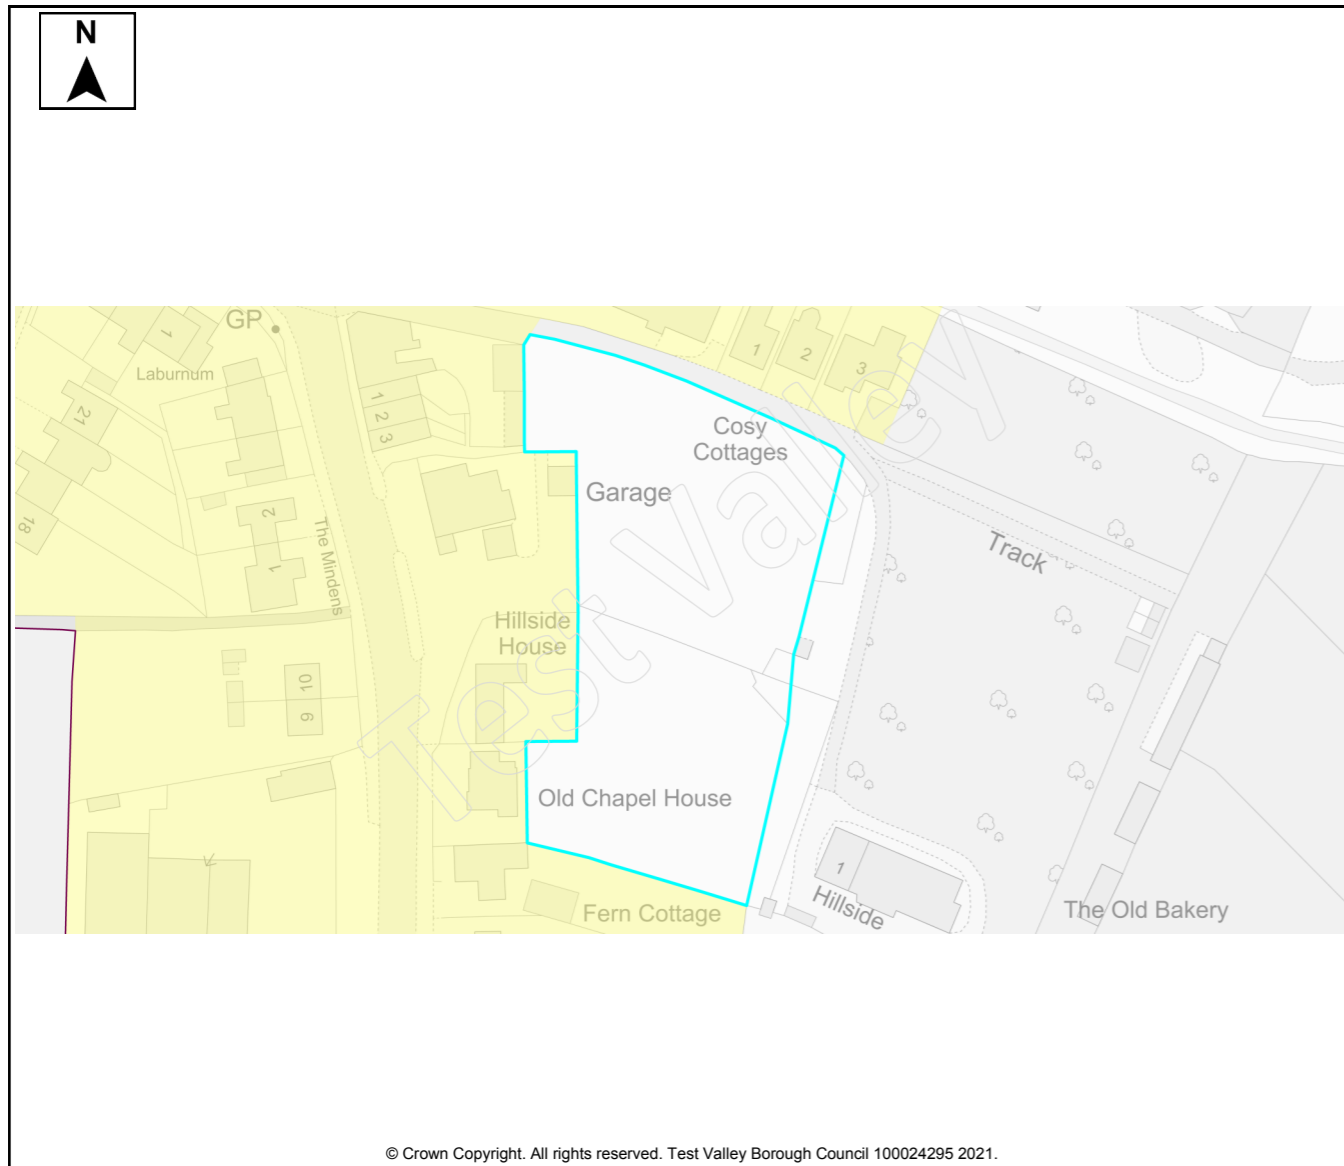 N
GP
Laburnum
1
21
18
1
2
3
2
1
The Mindens
10
9
Hillside
House
Garage
Cosy
Cottages
1
2
3
Track
Old Chapel House
Fern Cottage
1
Hillside
The Old Bakery
Test Valley
© Crown Copyright. All rights reserved. Test Valley Borough Council 100024295 2021.